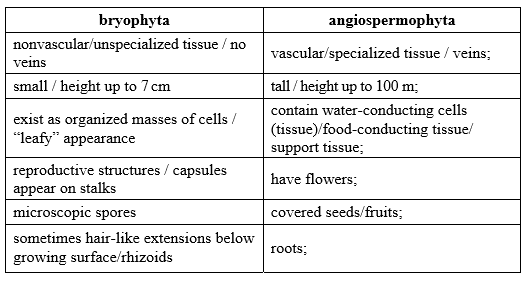 bryophyta
angiospermophyta
nonvascular/unspecialized tissue / no
veins
vascular/specialized tissue / veins;
small / height up to 7 cm
tall / height up to 100 m;
exist as organized masses of cells /
“leafy” appearance
contain water-conducting cells
(tissue)/food-conducting tissue/
support tissue;
reproductive structures / capsules
appear on stalks
have flowers;
microscopic spores
covered seeds/fruits;
sometimes hair-like extensions below
growing surface/rhizoids
roots;